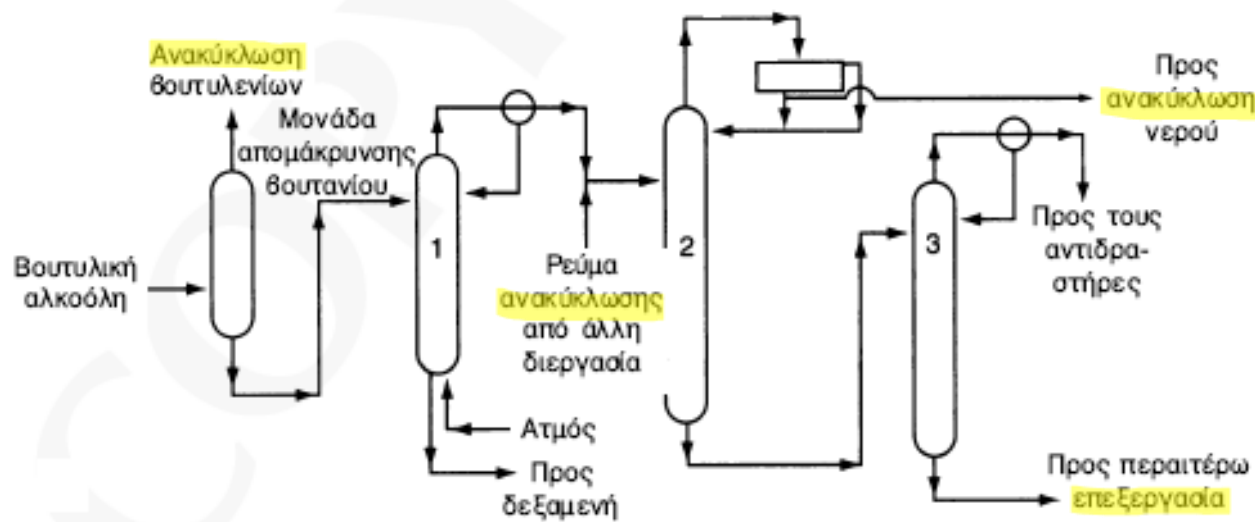 Ανακύκλωση
βουτυλενίων
Μονάδα
απομάκρυνσης
βουτανίου
Βουτυλική
αλκοόλη
1
Ρεύμα
ανακύκλωσης
από άλλη
διεργασία
Ατμός
Προς
δεξαμενή
2
Προς
ανακύκλωση
νερού
3
Προς τους
αντιδρα-
στήρες
Προς περαιτέρω
επεξεργασία
COPY